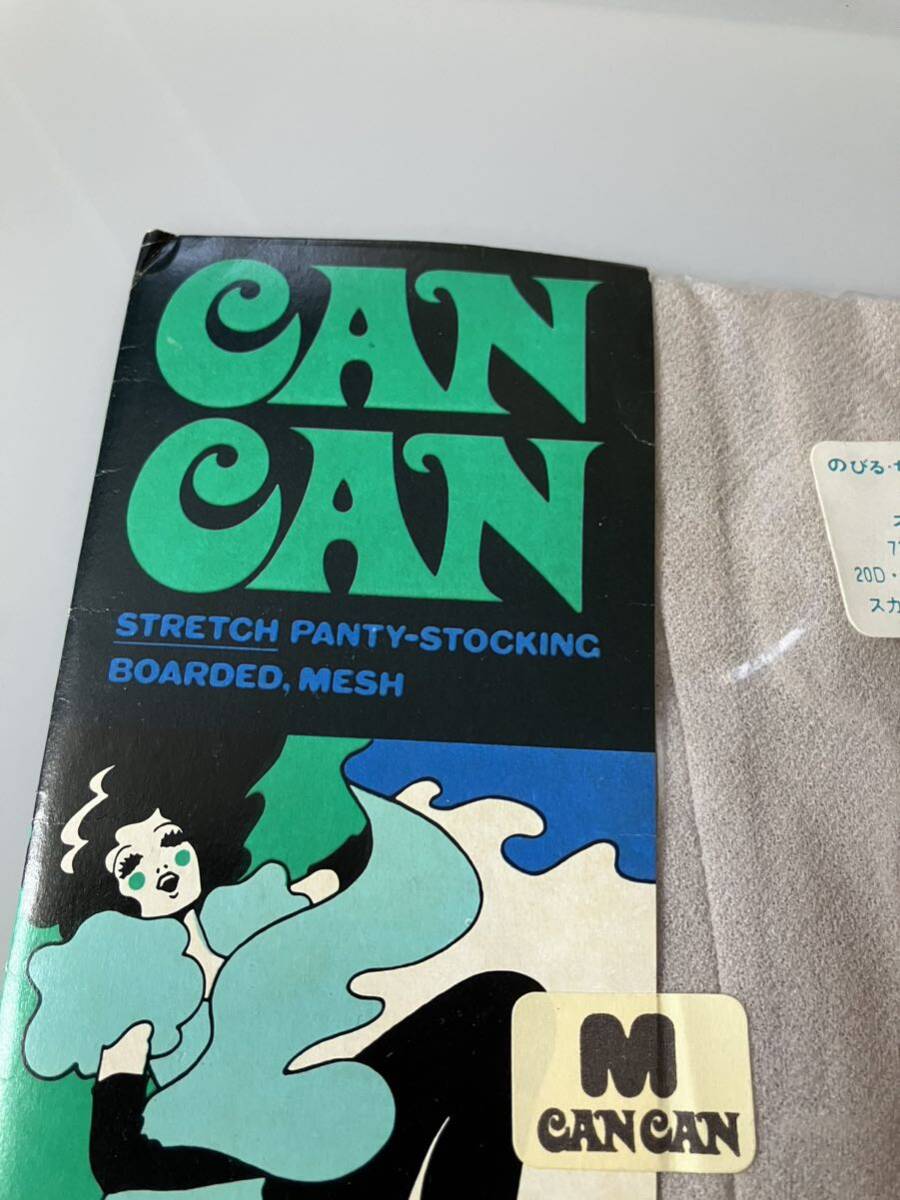 CAN
CAN
STRETCH PANTY-STOCKING
BOARDED, MESH
のびる・
20D・
スカ
M
CANCAN